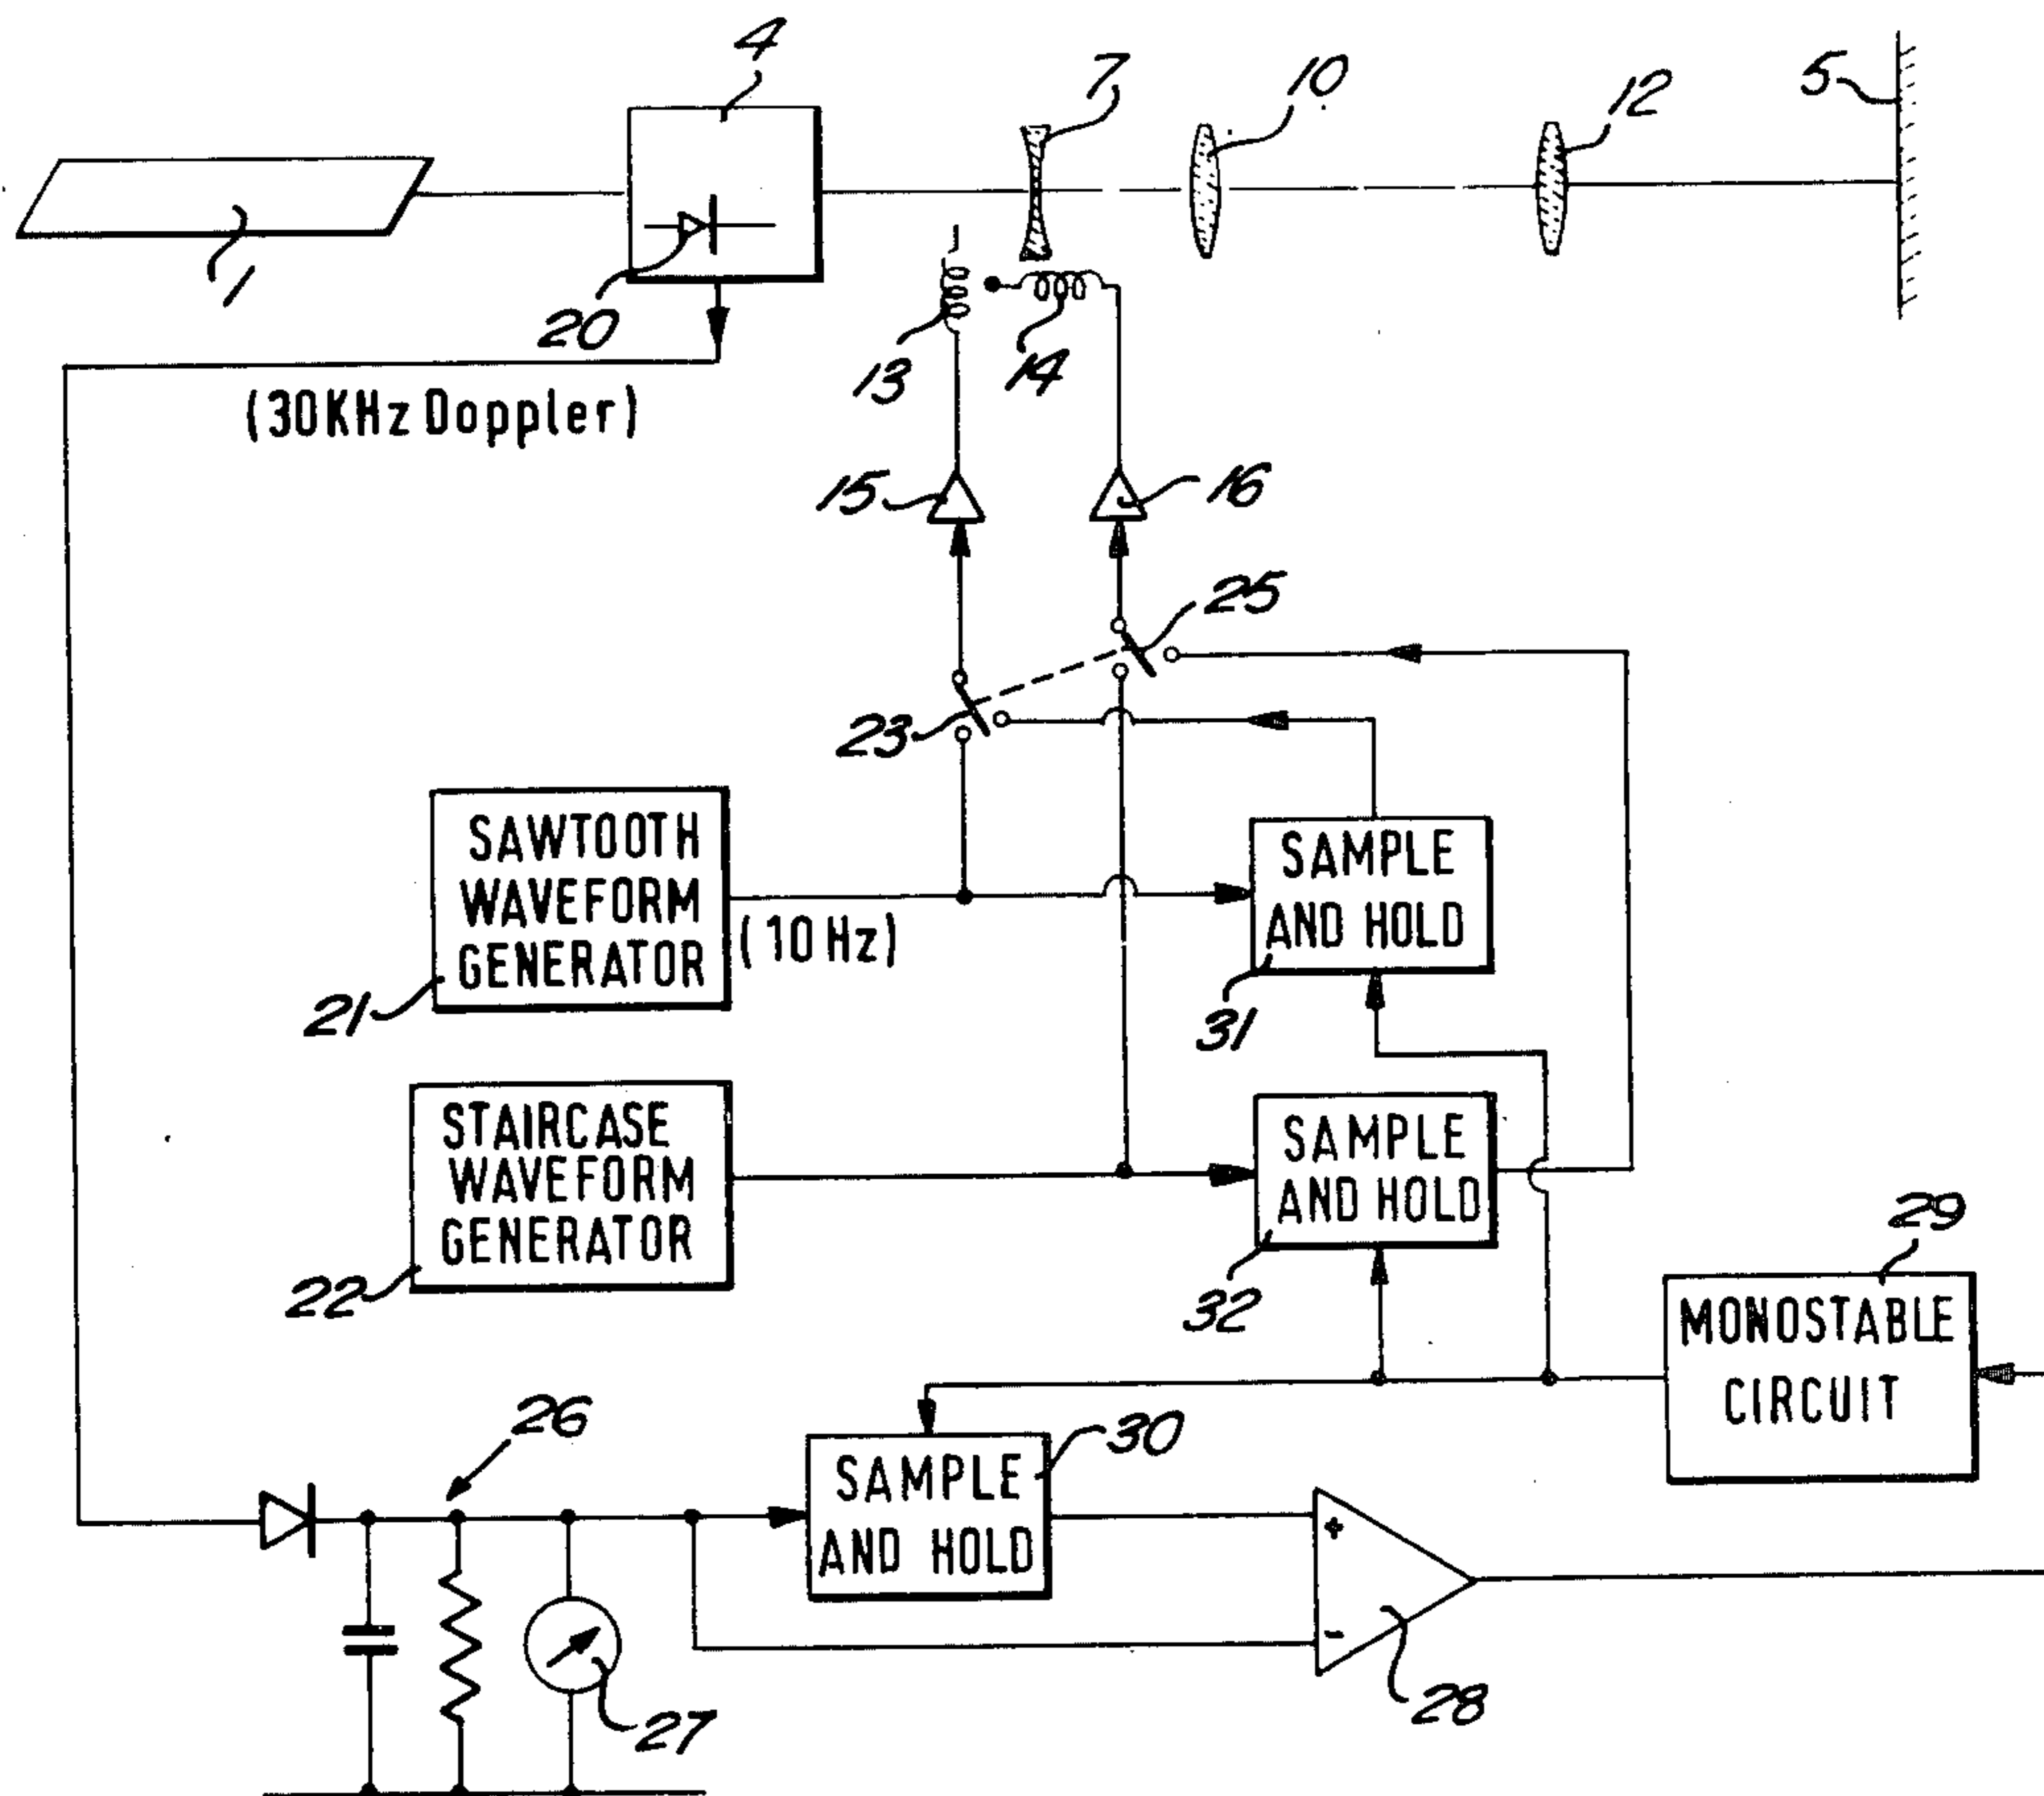 4
7
10
12
5
1
20
13
14
(30KHz Doppler)
15
16
25
23
SAWTOOTH
WAVEFORM
GENERATOR
(10 Hz)
21
SAMPLE
AND HOLD
31
STAIRCASE
WAVEFORM
GENERATOR
22
SAMPLE
AND HOLD
32
29
MONOSTABLE
CIRCUIT
26
SAMPLE
AND HOLD
30
+
-
27
28